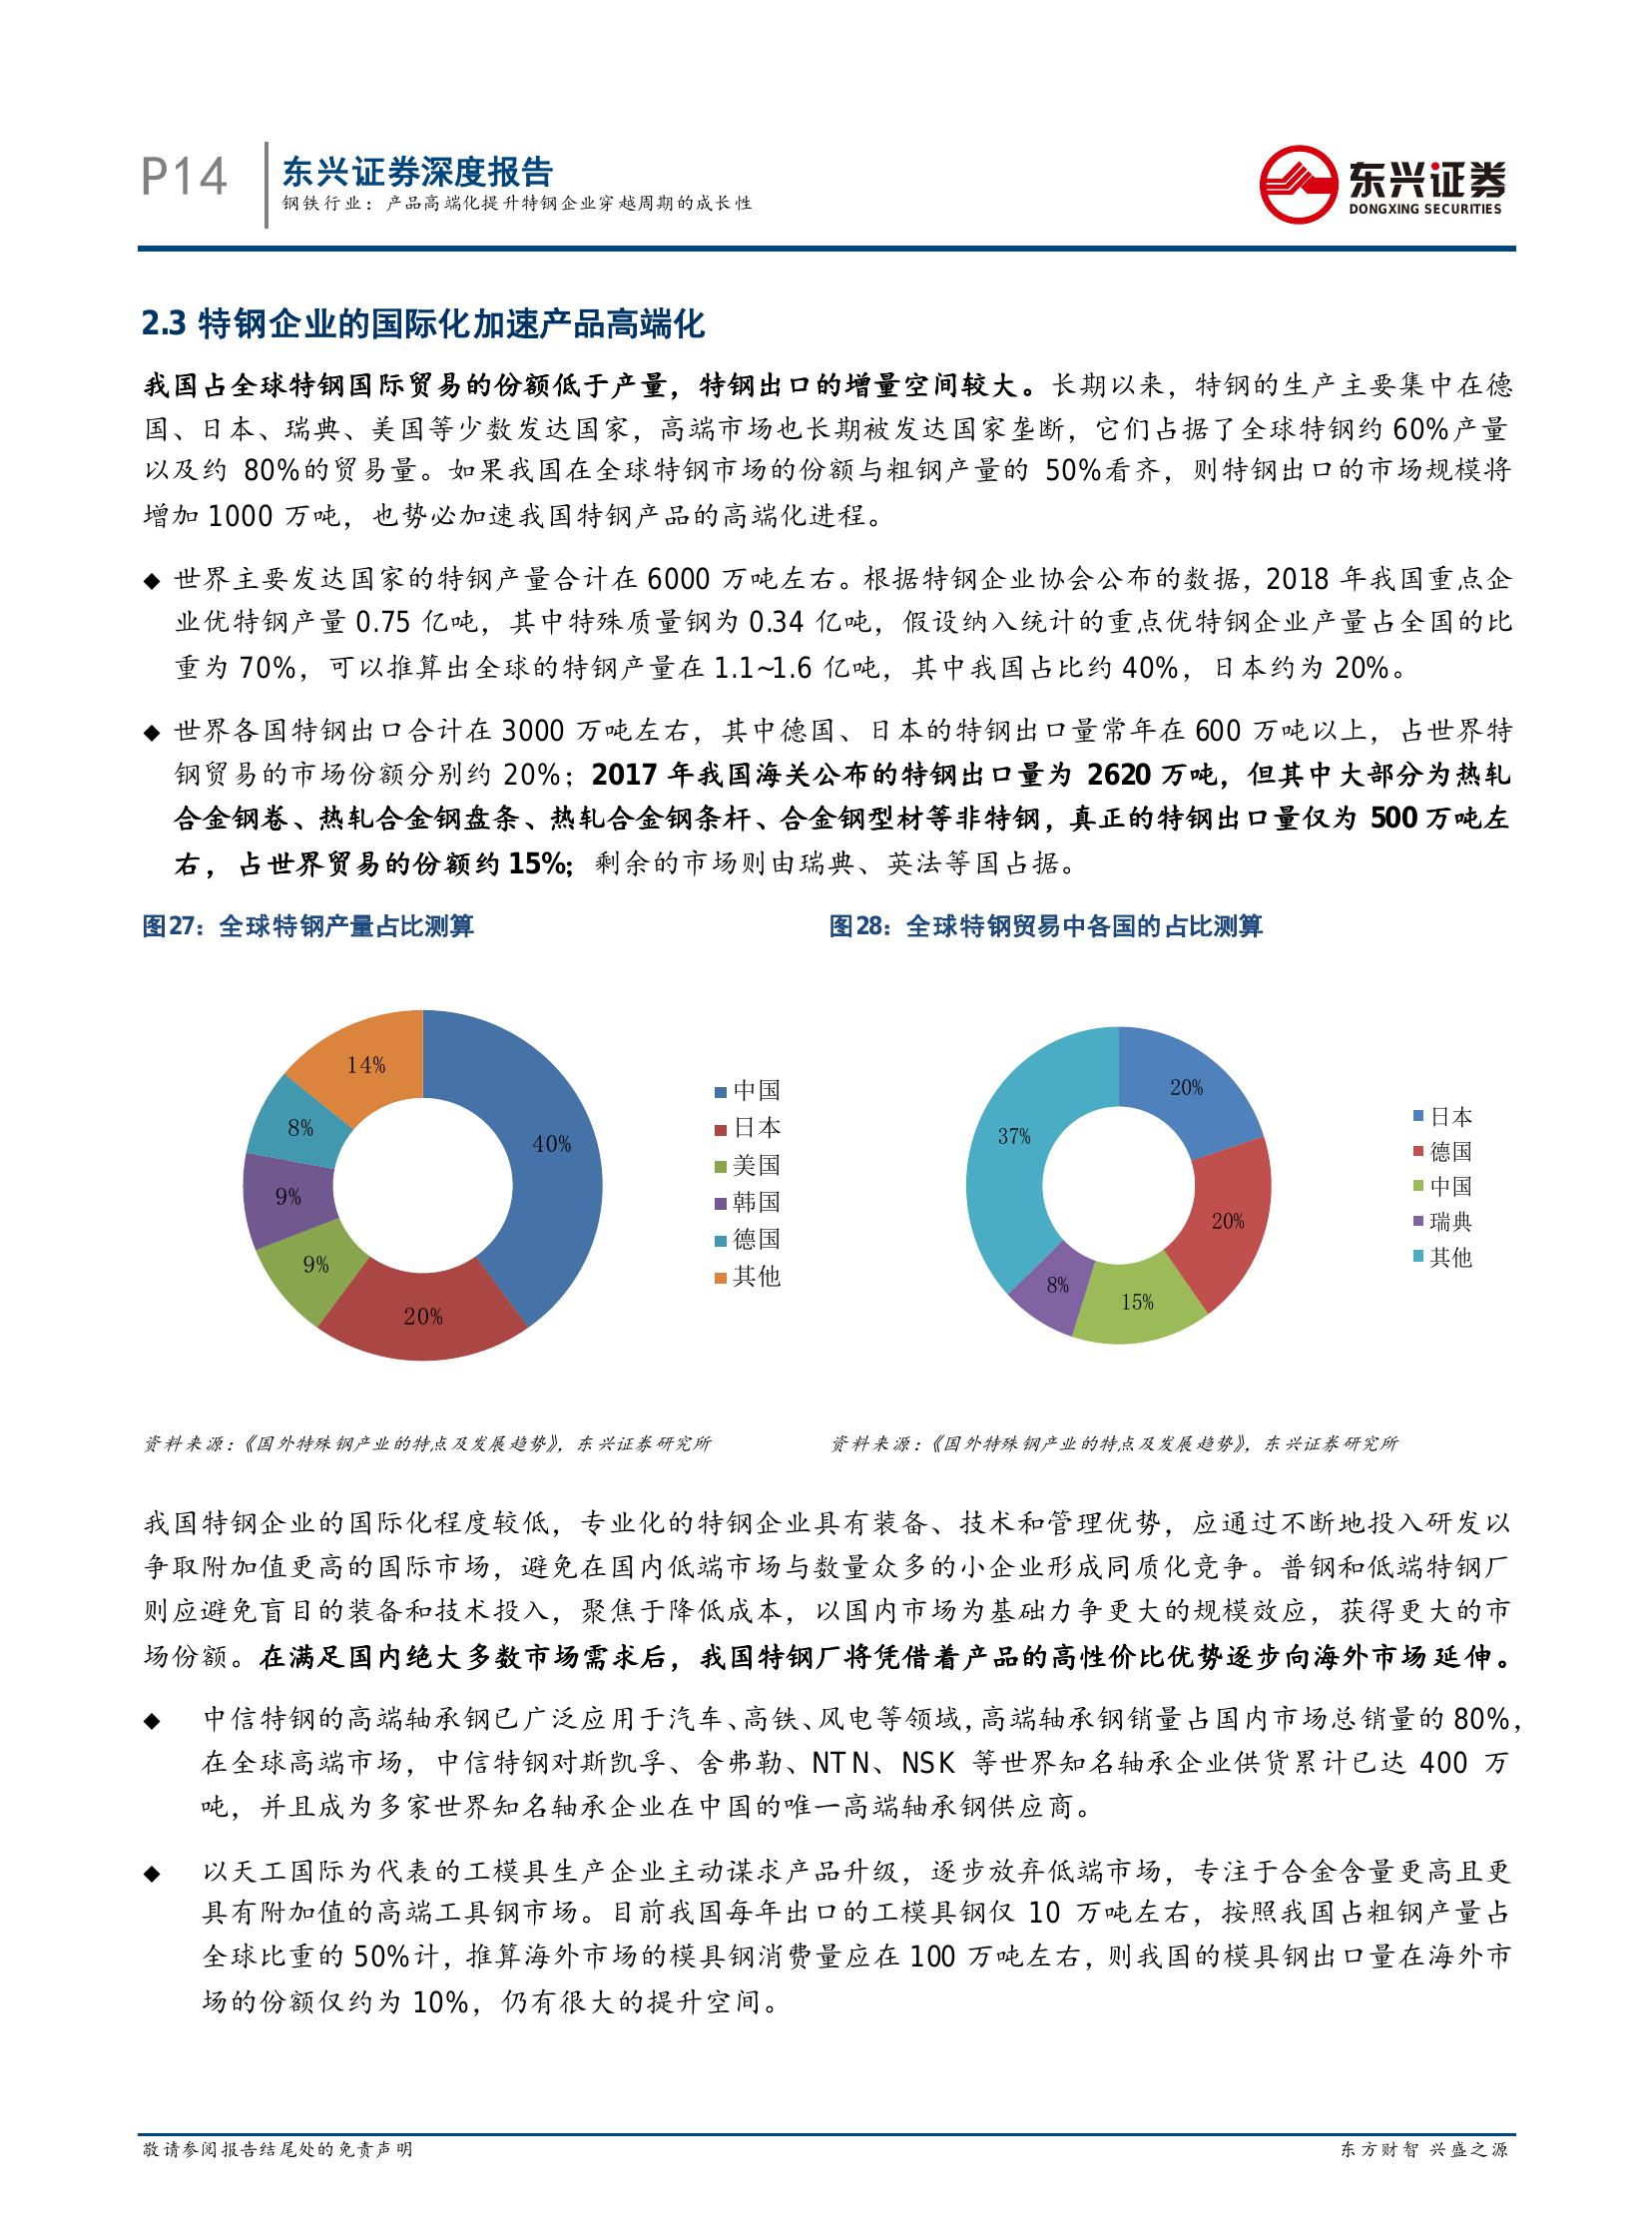 P14
东兴证券深度报告
钢铁行业：产品高端化提升特钢企业穿越周期的成长性
东兴证券
DONGXING SECURITIES
2.3 特钢企业的国际化加速产品高端化
我国占全球特钢国际贸易的份额低于产量，特钢出口的增量空间较大。长期以来，特钢的生产主要集中在德
国、日本、瑞典、美国等少数发达国家，高端市场也长期被发达国家垄断，它们占据了全球特钢约 60%产量
以及约 80%的贸易量。如果我国在全球特钢市场的份额与粗钢产量的 50%看齐，则特钢出口的市场规模将
增加 1000 万吨，也势必加速我国特钢产品的高端化进程。
◆ 世界主要发达国家的特钢产量合计在 6000 万吨左右。根据特钢企业协会公布的数据，2018 年我国重点企
业优特钢产量 0.75 亿吨，其中特殊质量钢为 0.34 亿吨，假设纳入统计的重点优特钢企业产量占全国的比
重为 70%，可以推算出全球的特钢产量在 1.1~1.6 亿吨，其中我国占比约 40%，日本约为 20%。
◆ 世界各国特钢出口合计在 3000 万吨左右，其中德国、日本的特钢出口量常年在 600 万吨以上，占世界特
钢贸易的市场份额分别约 20%；2017 年我国海关公布的特钢出口量为 2620 万吨，但其中大部分为热轧
合金钢卷、热轧合金钢盘条、热轧合金钢条杆、合金钢型材等非特钢，真正的特钢出口量仅为 500 万吨左
右，占世界贸易的份额约 15%；剩余的市场则由瑞典、英法等国占据。
图27：全球特钢产量占比测算
40%
20%
9%
9%
8%
14%
中国
日本
美国
韩国
德国
其他
资料来源：《国外特殊钢产业的特点及发展趋势》，东兴证券研究所
图28：全球特钢贸易中各国的占比测算
20%
20%
15%
8%
37%
日本
德国
中国
瑞典
其他
资料来源：《国外特殊钢产业的特点及发展趋势》，东兴证券研究所
我国特钢企业的国际化程度较低，专业化的特钢企业具有装备、技术和管理优势，应通过不断地投入研发以
争取附加值更高的国际市场，避免在国内低端市场与数量众多的小企业形成同质化竞争。普钢和低端特钢厂
则应避免盲目的装备和技术投入，聚焦于降低成本，以国内市场为基础力争更大的规模效应，获得更大的市
场份额。在满足国内绝大多数市场需求后，我国特钢厂将凭借着产品的高性价比优势逐步向海外市场延伸。
◆ 中信特钢的高端轴承钢已广泛应用于汽车、高铁、风电等领域，高端轴承钢销量占国内市场总销量的 80%，
在全球高端市场，中信特钢对斯凯孚、舍弗勒、NTN、NSK 等世界知名轴承企业供货累计已达 400 万
吨，并且成为多家世界知名轴承企业在中国的唯一高端轴承钢供应商。
◆ 以天工国际为代表的工模具生产企业主动谋求产品升级，逐步放弃低端市场，专注于合金含量更高且更
具有附加值的高端工具钢市场。目前我国每年出口的工模具钢仅 10 万吨左右，按照我国占粗钢产量占
全球比重的 50%计，推算海外市场的模具钢消费量应在 100 万吨左右，则我国的模具钢出口量在海外市
场的份额仅约为 10%，仍有很大的提升空间。
敬请参阅报告结尾处的免责声明
东方财智 兴盛之源